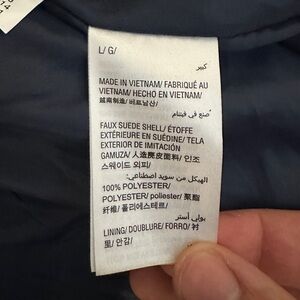 L/ G/
كبير
MADE IN VIETNAM/ FABRIQUÉ AU
VIETNAM/ HECHO EN VIETNAM/
越南制造/ 베트남산/
صنع في فيتنام
FAUX SUEDE SHELL/ ÉTOFFE
EXTÉRIEURE EN SUÉDINE/ TELA
EXTERIOR DE IMITACIÓN
GAMUZA/ 人造麂皮面料/ 인조
스웨이드 외피/
الهيكل من سويد اصطناعي:
100% POLYESTER/
POLYESTER/ poliester/ 聚酯
纤维/ 폴리에스테르/
بولي أستر
LINING/ DOUBLURE/ FORRO/ 衬
里/ 안감/